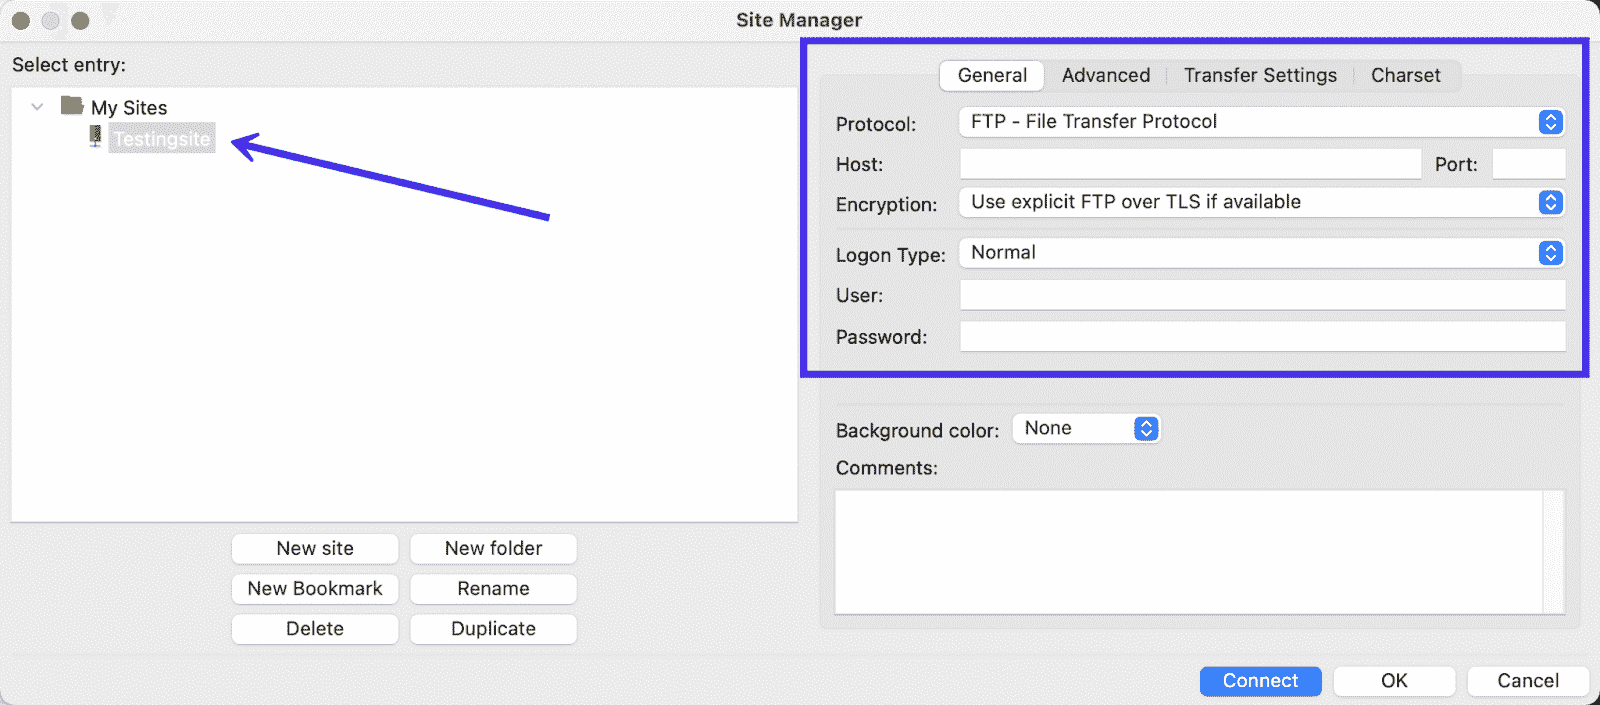 Site Manager
Select entry:
My Sites
Testingsite
New site
New folder
New Bookmark
Rename
Delete
Duplicate
General
Advanced
Transfer Settings
Charset
Protocol:
FTP - File Transfer Protocol
Host:
Port:
Encryption:
Use explicit FTP over TLS if available
Logon Type:
Normal
User:
Password:
Background color:
None
Comments:
Connect
OK
Cancel